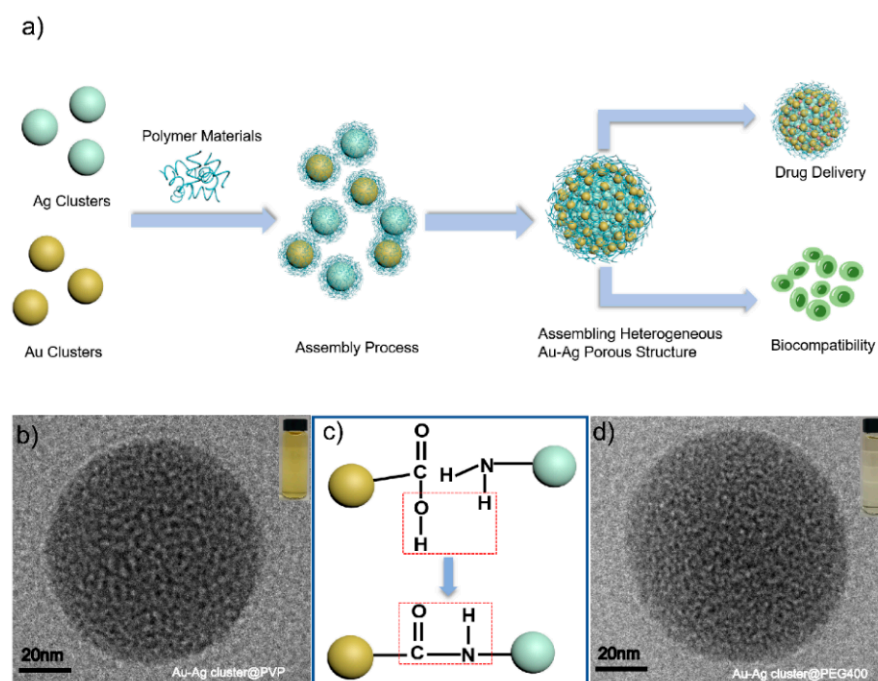 a)
Polymer Materials
Ag Clusters
Drug Delivery
Au Clusters
Assembly Process
Assembling Heterogeneous
Au-Ag Porous Structure
Biocompatibility
b)
20nm
Au-Ag cluster@PVP
c)
O
C
H
N
O
H
H
O
H
C
N
d)
20nm
Au-Ag cluster@PEG400